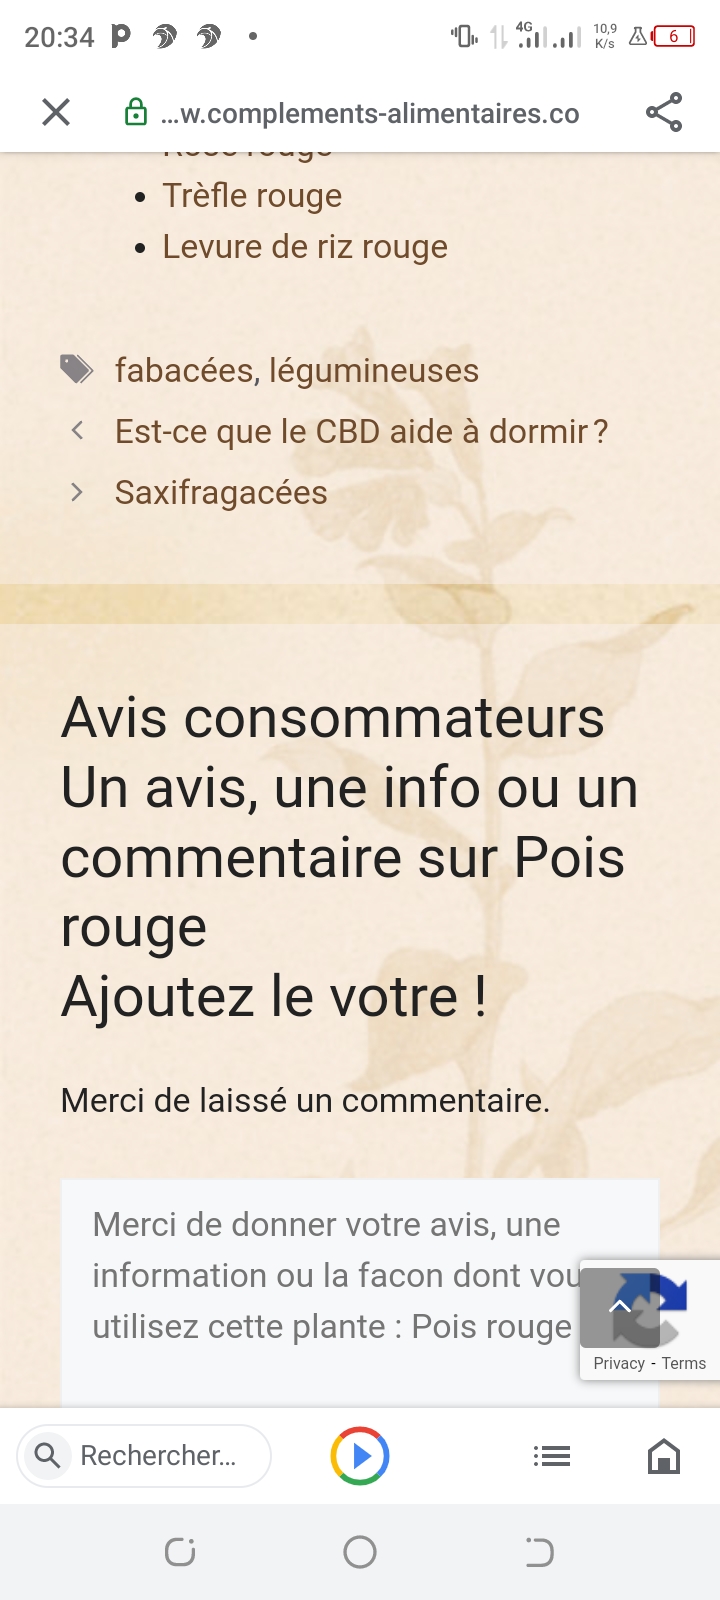 20:34
4G
10,9
K/s
6
...w.complements-alimentaires.co
Rose rouge
Trèfle rouge
Levure de riz rouge
fabacées, légumineuses
Est-ce que le CBD aide à dormir ?
Saxifragacées
Avis consommateurs
Un avis, une info ou un
commentaire sur Pois
rouge
Ajoutez le votre !
Merci de laissé un commentaire.
Merci de donner votre avis, une
information ou la facon dont vou
utilisez cette plante : Pois rouge
Privacy - Terms
Rechercher...